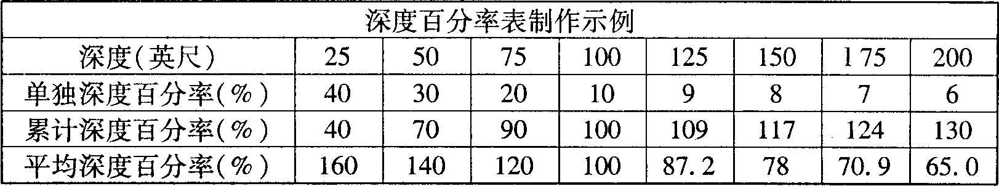 深度百分率表制作示例
深度(英尺) 25 50 75 100 125 150 175 200
单独深度百分率(%) 40 30 20 10 9 8 7 6
累计深度百分率(%) 40 70 90 100 109 117 124 130
平均深度百分率(%) 160 140 120 100 87.2 78 70.9 65.0